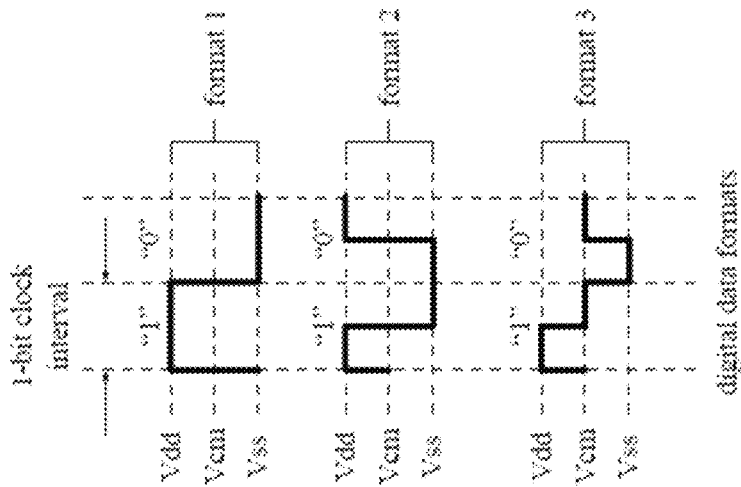 1-bit clock
interval
"1" "0"
Vdd
Vcm
Vss
format 1
"1" "0"
Vdd
Vcm
Vss
format 2
"1" "0"
Vdd
Vcm
Vss
format 3
digital data formats